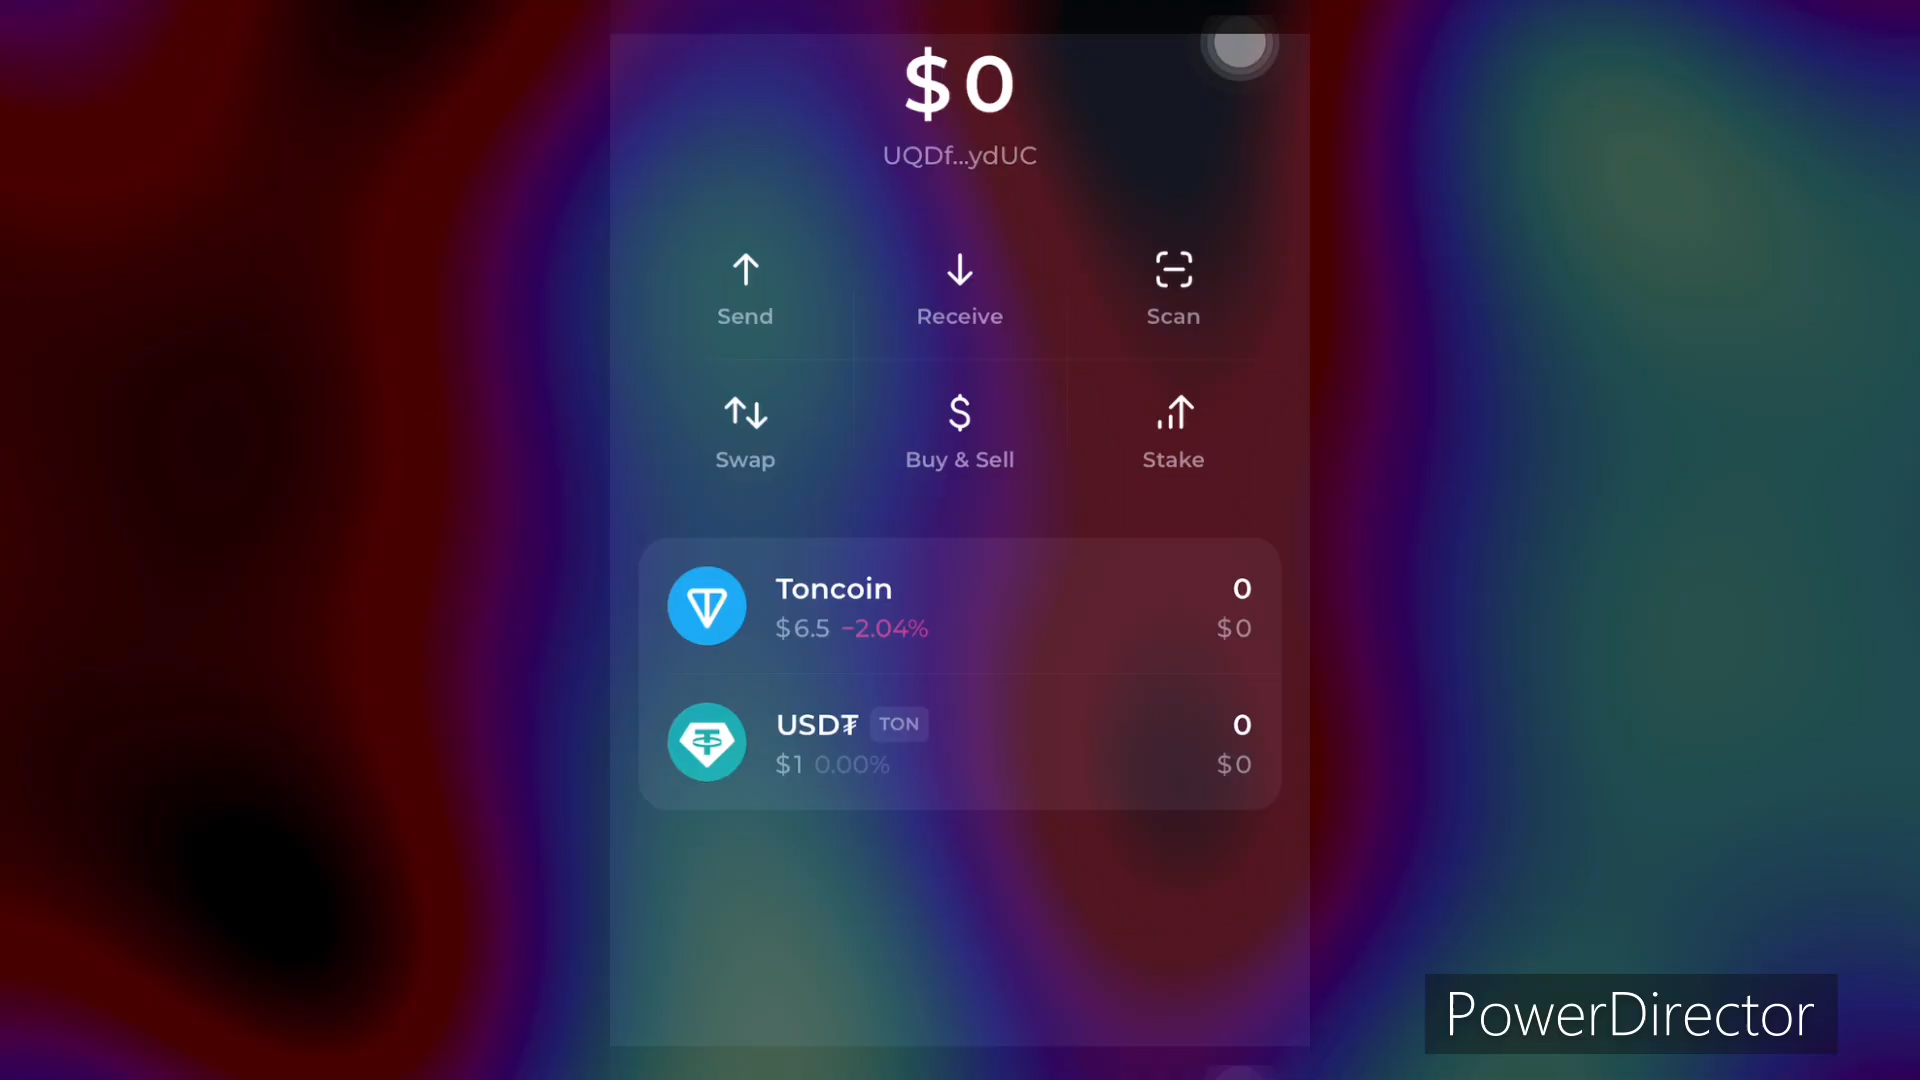 $0
UQDf...ydUC
Send
Receive
Scan
Swap
Buy & Sell
Stake
Toncoin
0
$6.5 −2.04%
$0
USD₮ TON
0
$1 0.00%
$0
PowerDirector